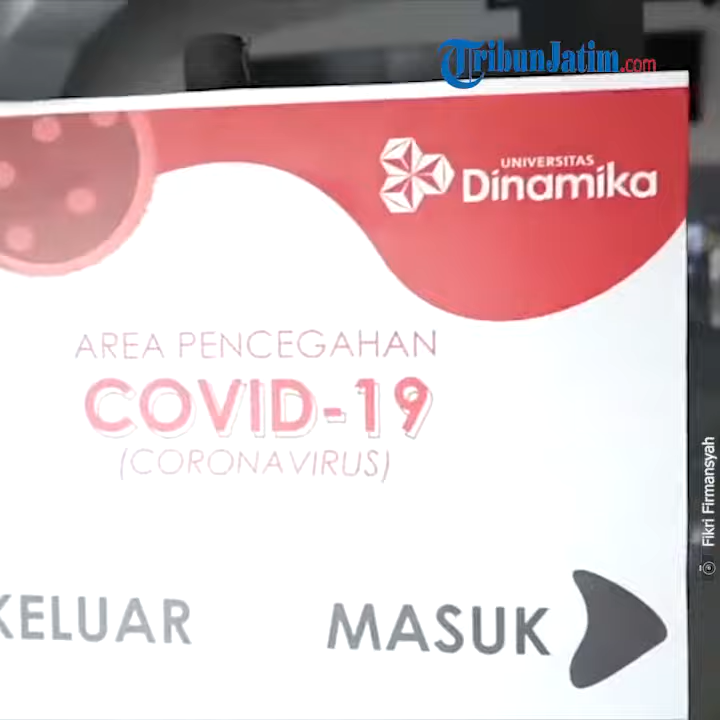 TribunJatim.com
UNIVERSITAS
Dinamika
AREA PENCEGAHAN
COVID-19
(CORONAVIRUS)
KELUAR
MASUK
Fikri Firmansyah